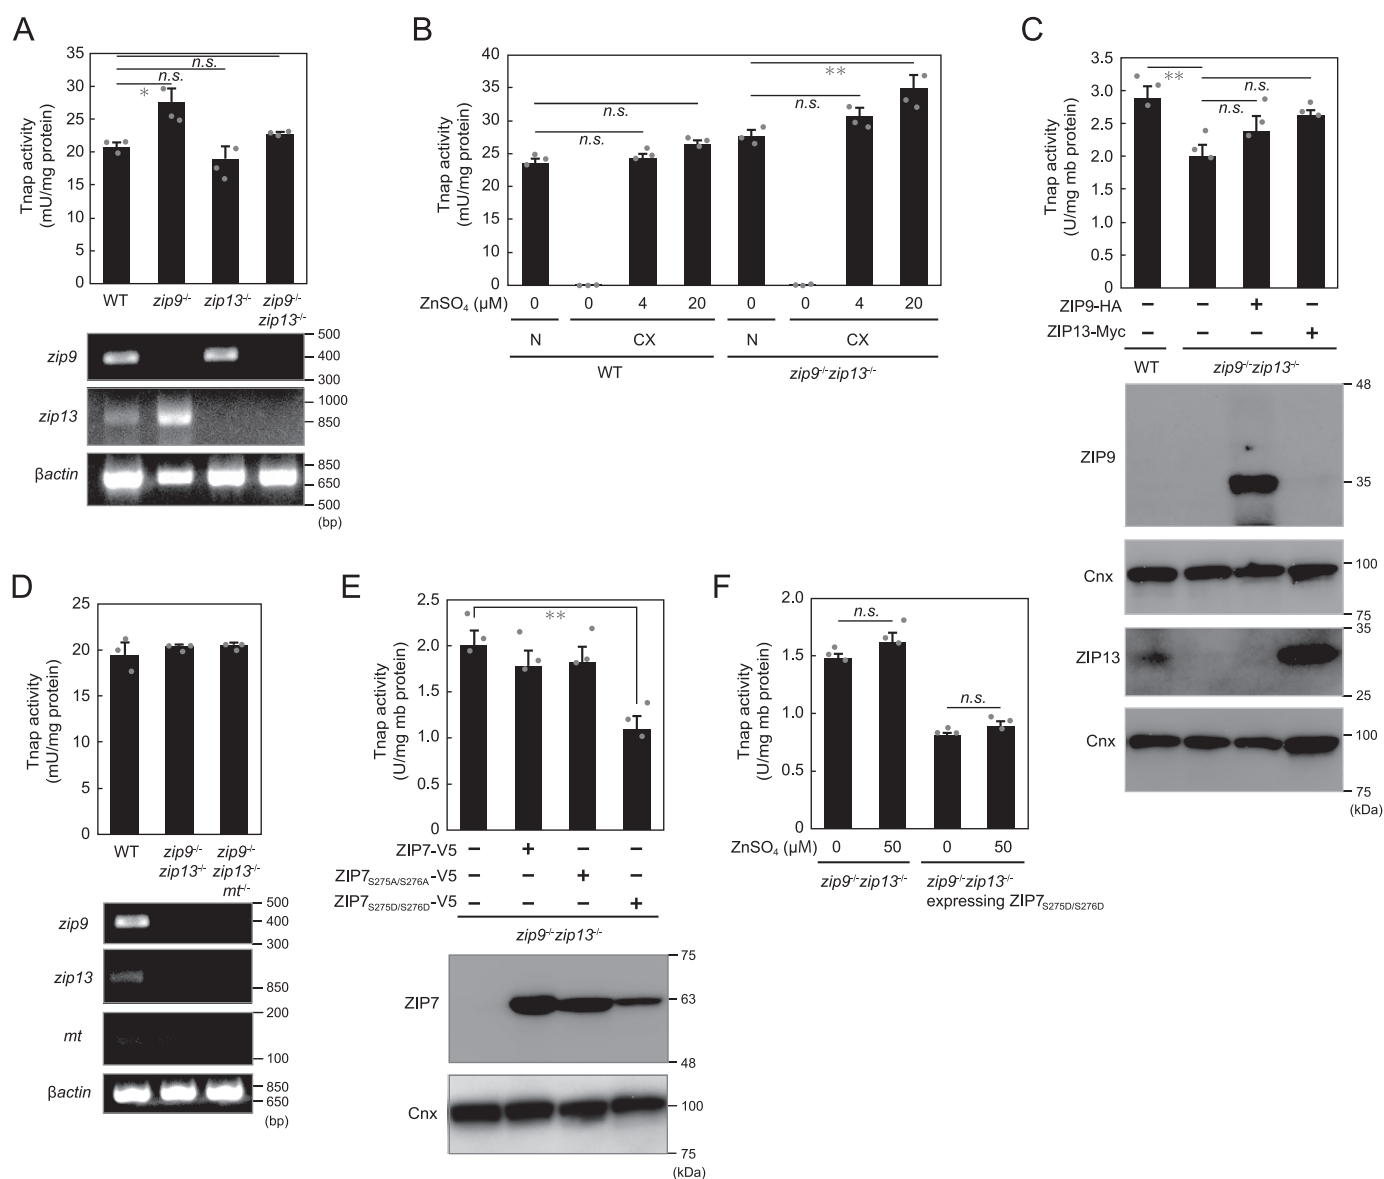 A
Tnap activity
(mU/mg protein)
35
30
25
20
15
10
5
0
n.s.
n.s.
*
WT
zip9-/-
zip13-/-
zip9-/-
zip13-/-
zip9
500
400
300
zip13
1000
850
βactin
850
650
500
(bp)
B
Tnap activity
(mU/mg protein)
40
35
30
25
20
15
10
5
0
n.s.
n.s.
**
n.s.
ZnSO4 (μM) 0 0 4 20 0 0 4 20
N CX N CX
WT zip9-/-zip13-/-
C
Tnap activity
(U/mg mb protein)
3.5
3.0
2.5
2.0
1.5
1.0
0.5
0
**
n.s.
n.s.
ZIP9-HA − − + −
ZIP13-Myc − − − +
WT zip9-/-zip13-/-
ZIP9
48
35
Cnx
100
75
ZIP13
35
25
Cnx
100
75
(kDa)
D
Tnap activity
(mU/mg protein)
25
20
15
10
5
0
WT
zip9-/-
zip13-/-
zip9-/-
zip13-/-
mt-/-
zip9
500
400
300
zip13
850
mt
200
100
βactin
850
650
(bp)
E
Tnap activity
(U/mg mb protein)
2.5
2.0
1.5
1.0
0.5
0
**
ZIP7-V5 − + − −
ZIP7S275A/S276A-V5 − − + −
ZIP7S275D/S276D-V5 − − − +
zip9-/-zip13-/-
ZIP7
75
63
48
Cnx
100
75
(kDa)
F
Tnap activity
(U/mg mb protein)
2.0
1.5
1.0
0.5
0
n.s.
n.s.
ZnSO4 (μM) 0 50 0 50
zip9-/-zip13-/- zip9-/-zip13-/-
expressing ZIP7S275D/S276D